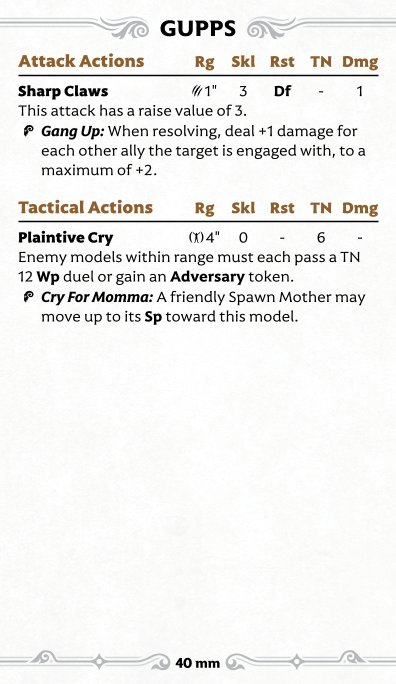 GUPPS
Attack Actions Rg Skl Rst TN Dmg
Sharp Claws 1" 3 Df - 1
This attack has a raise value of 3.
Gang Up: When resolving, deal +1 damage for
each other ally the target is engaged with, to a
maximum of +2.
Tactical Actions Rg Skl Rst TN Dmg
Plaintive Cry 4" 0 - 6 -
Enemy models within range must each pass a TN
12 Wp duel or gain an Adversary token.
Cry For Momma: A friendly Spawn Mother may
move up to its Sp toward this model.
40 mm